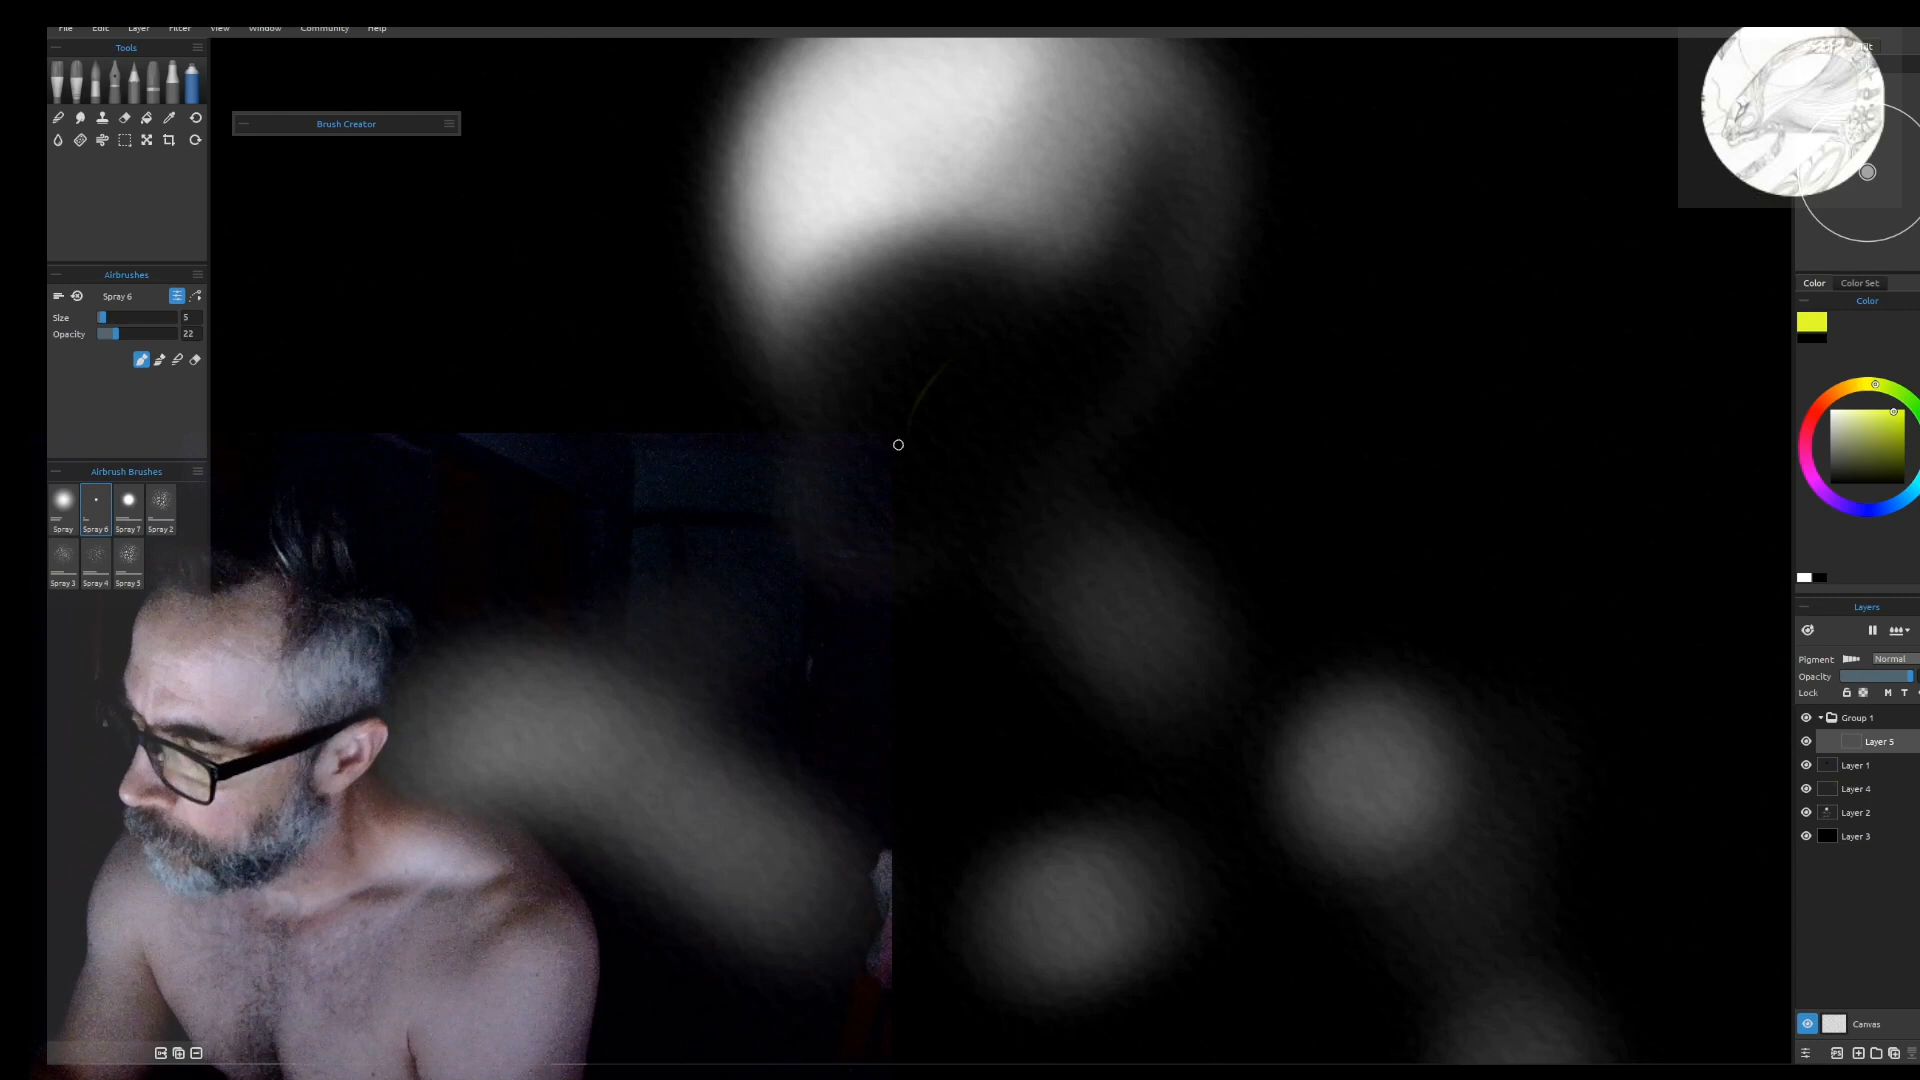 File Edit Layer Filter View Window Community Help
Tools
Brush Creator
Airbrushes
Spray 6
Size 5
Opacity 22
Airbrush Brushes
Spray Spray 6 Spray 7 Spray 2
Spray 3 Spray 4 Spray 5
Color Color Set
Color
Layers
Pigment Normal
Opacity
Lock M T
Group 1
Layer 5
Layer 1
Layer 4
Layer 2
Layer 3
Canvas
PS